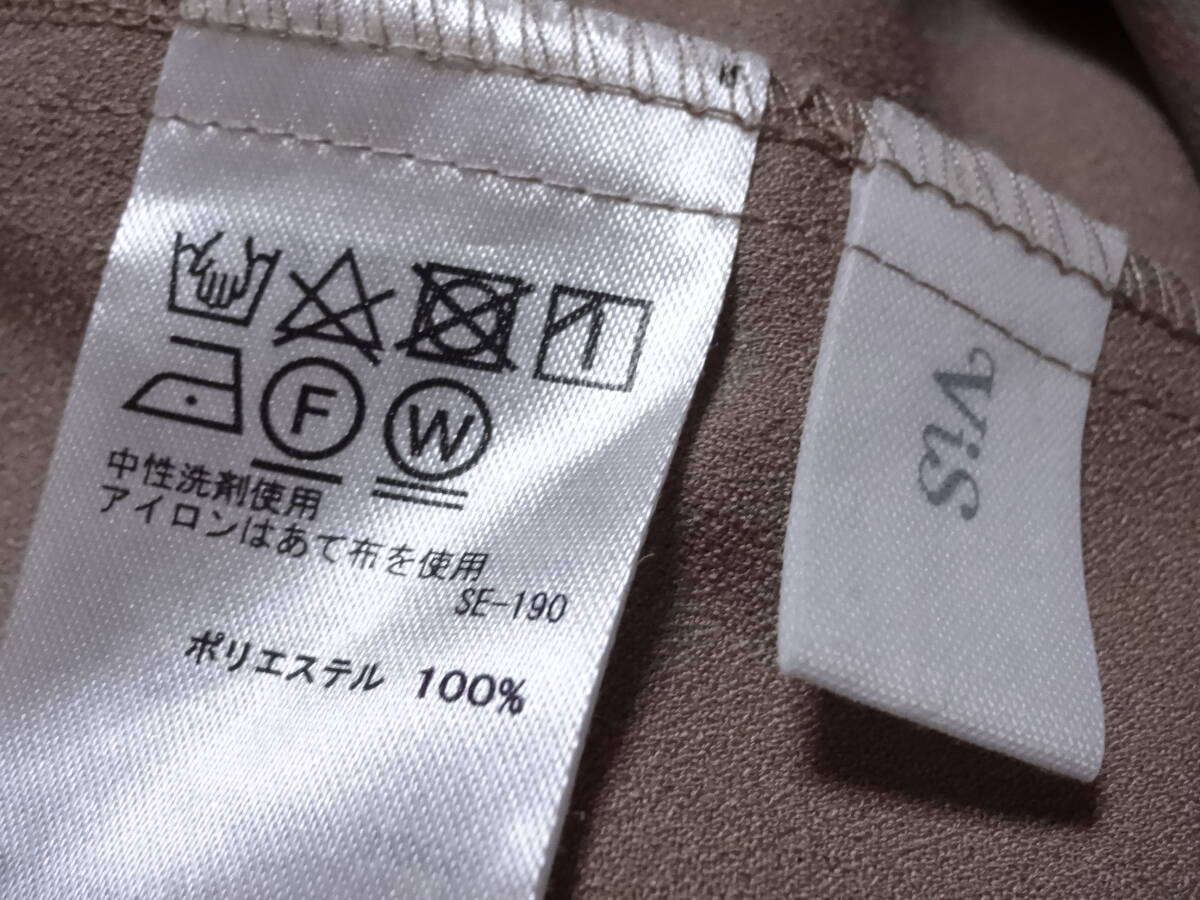 F W
中性洗剤使用
アイロンはあて布を使用
SE-190
ポリエステル 100%
ViS